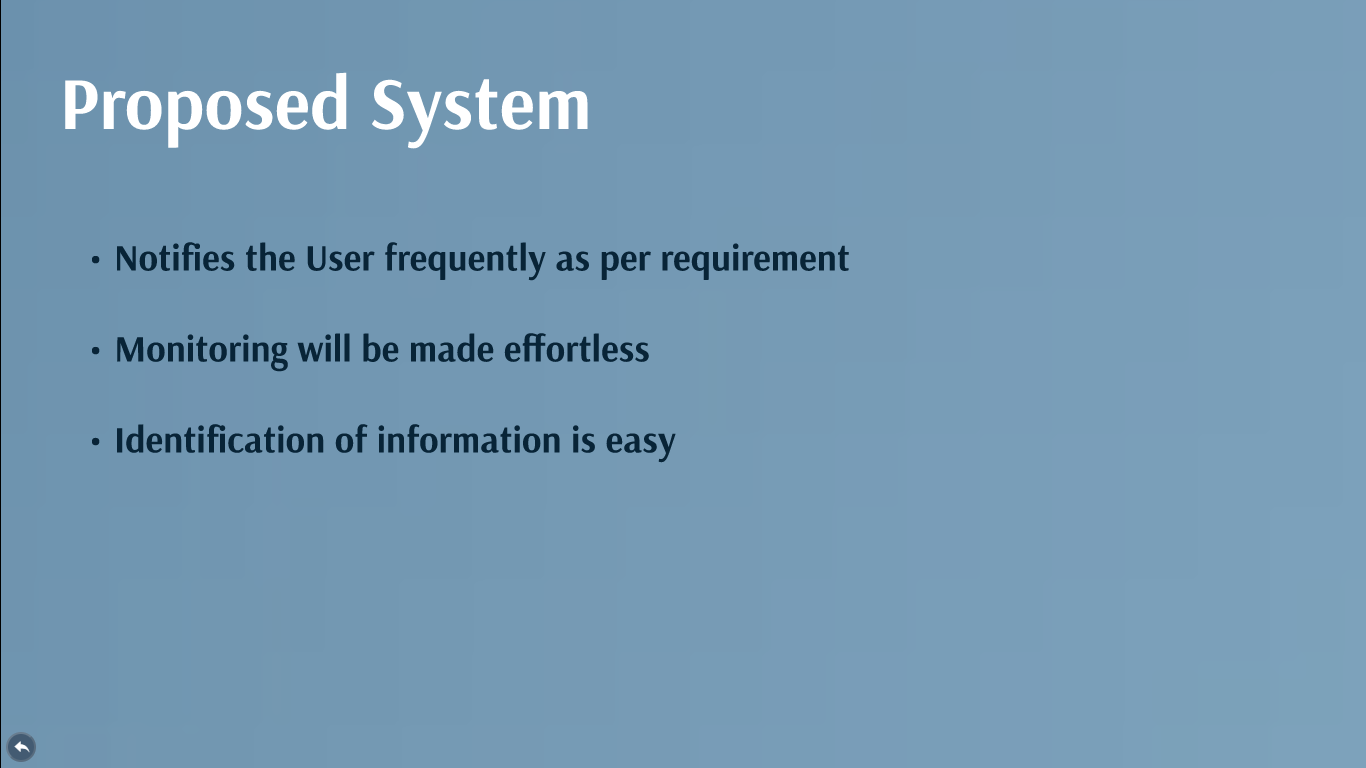 Proposed System
• Notifies the User frequently as per requirement
• Monitoring will be made effortless
• Identification of information is easy